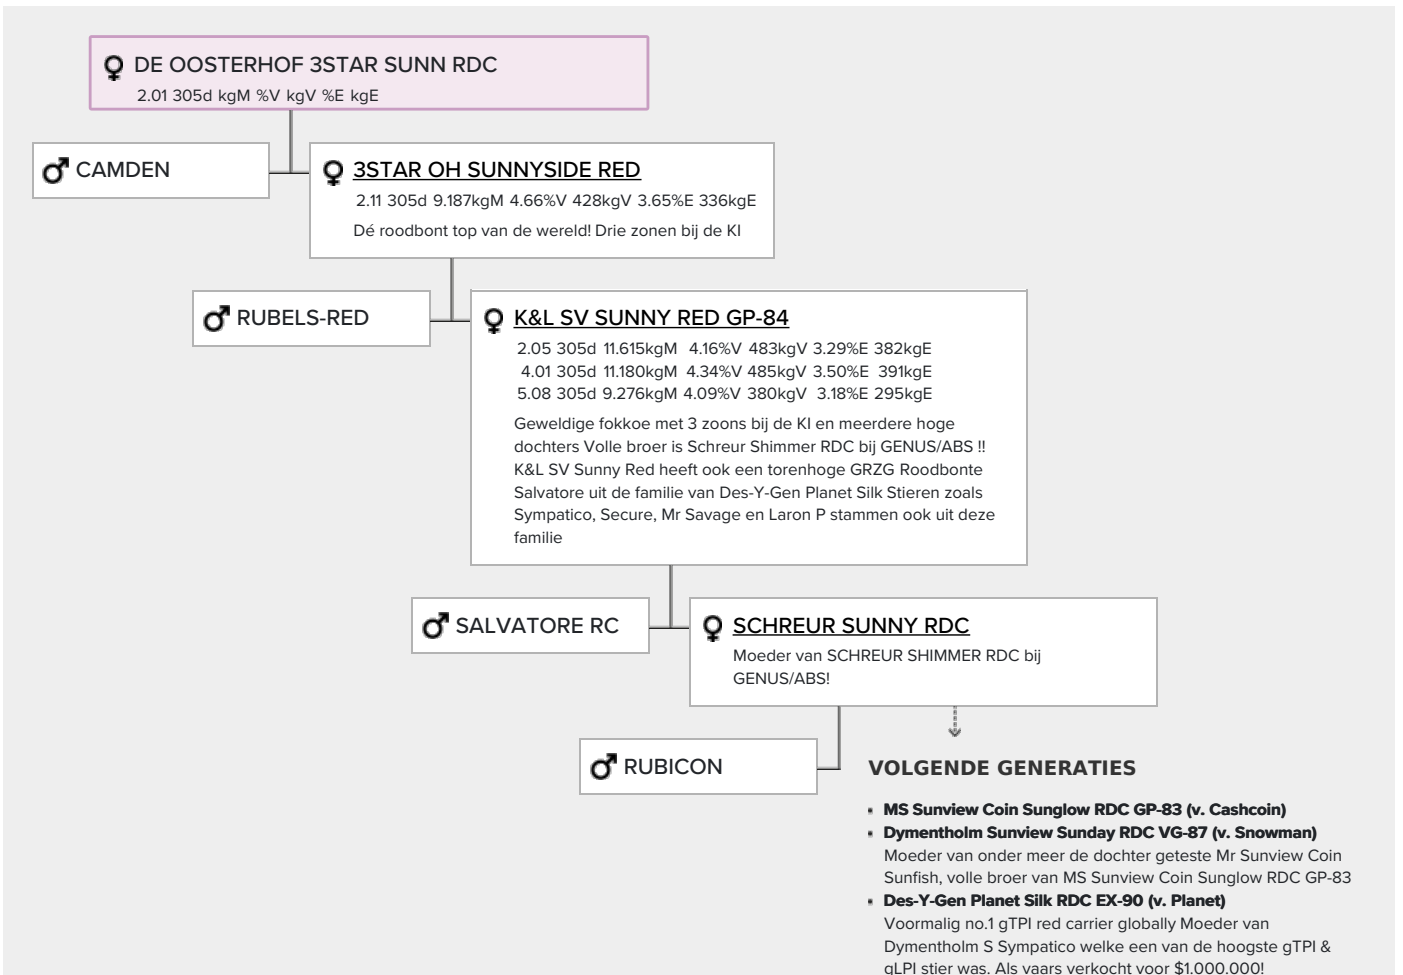 DE OOSTERHOF 3STAR SUNN RDC
2.01 305d kgM %V kgV %E kgE
CAMDEN
3STAR OH SUNNYSIDE RED
2.11 305d 9.187kgM 4.66%V 428kgV 3.65%E 336kgE
Dé roodbont top van de wereld! Drie zonen bij de KI
RUBELS-RED
K&L SV SUNNY RED GP-84
2.05 305d 11.615kgM 4.16%V 483kgV 3.29%E 382kgE
4.01 305d 11.180kgM 4.34%V 485kgV 3.50%E 391kgE
5.08 305d 9.276kgM 4.09%V 380kgV 3.18%E 295kgE
Geweldige fokkoe met 3 zoons bij de KI en meerdere hoge
dochters Volle broer is Schreur Shimmer RDC bij GENUS/ABS !!
K&L SV Sunny Red heeft ook een torenhoge GRZG Roodbonte
Salvatore uit de familie van Des-Y-Gen Planet Silk Stieren zoals
Sympatico, Secure, Mr Savage en Laron P stammen ook uit deze
familie
SALVATORE RC
SCHREUR SUNNY RDC
Moeder van SCHREUR SHIMMER RDC bij
GENUS/ABS!
RUBICON
VOLGENDE GENERATIES
MS Sunview Coin Sunglow RDC GP-83 (v. Cashcoin)
Dymentholm Sunview Sunday RDC VG-87 (v. Snowman)
Moeder van onder meer de dochter geteste Mr Sunview Coin
Sunfish, volle broer van MS Sunview Coin Sunglow RDC GP-83
Des-Y-Gen Planet Silk RDC EX-90 (v. Planet)
Voormalig no.1 gTPI red carrier globally Moeder van
Dymentholm S Sympatico welke een van de hoogste gTPI &
gLPI stier was. Als vaars verkocht voor $1.000.000!